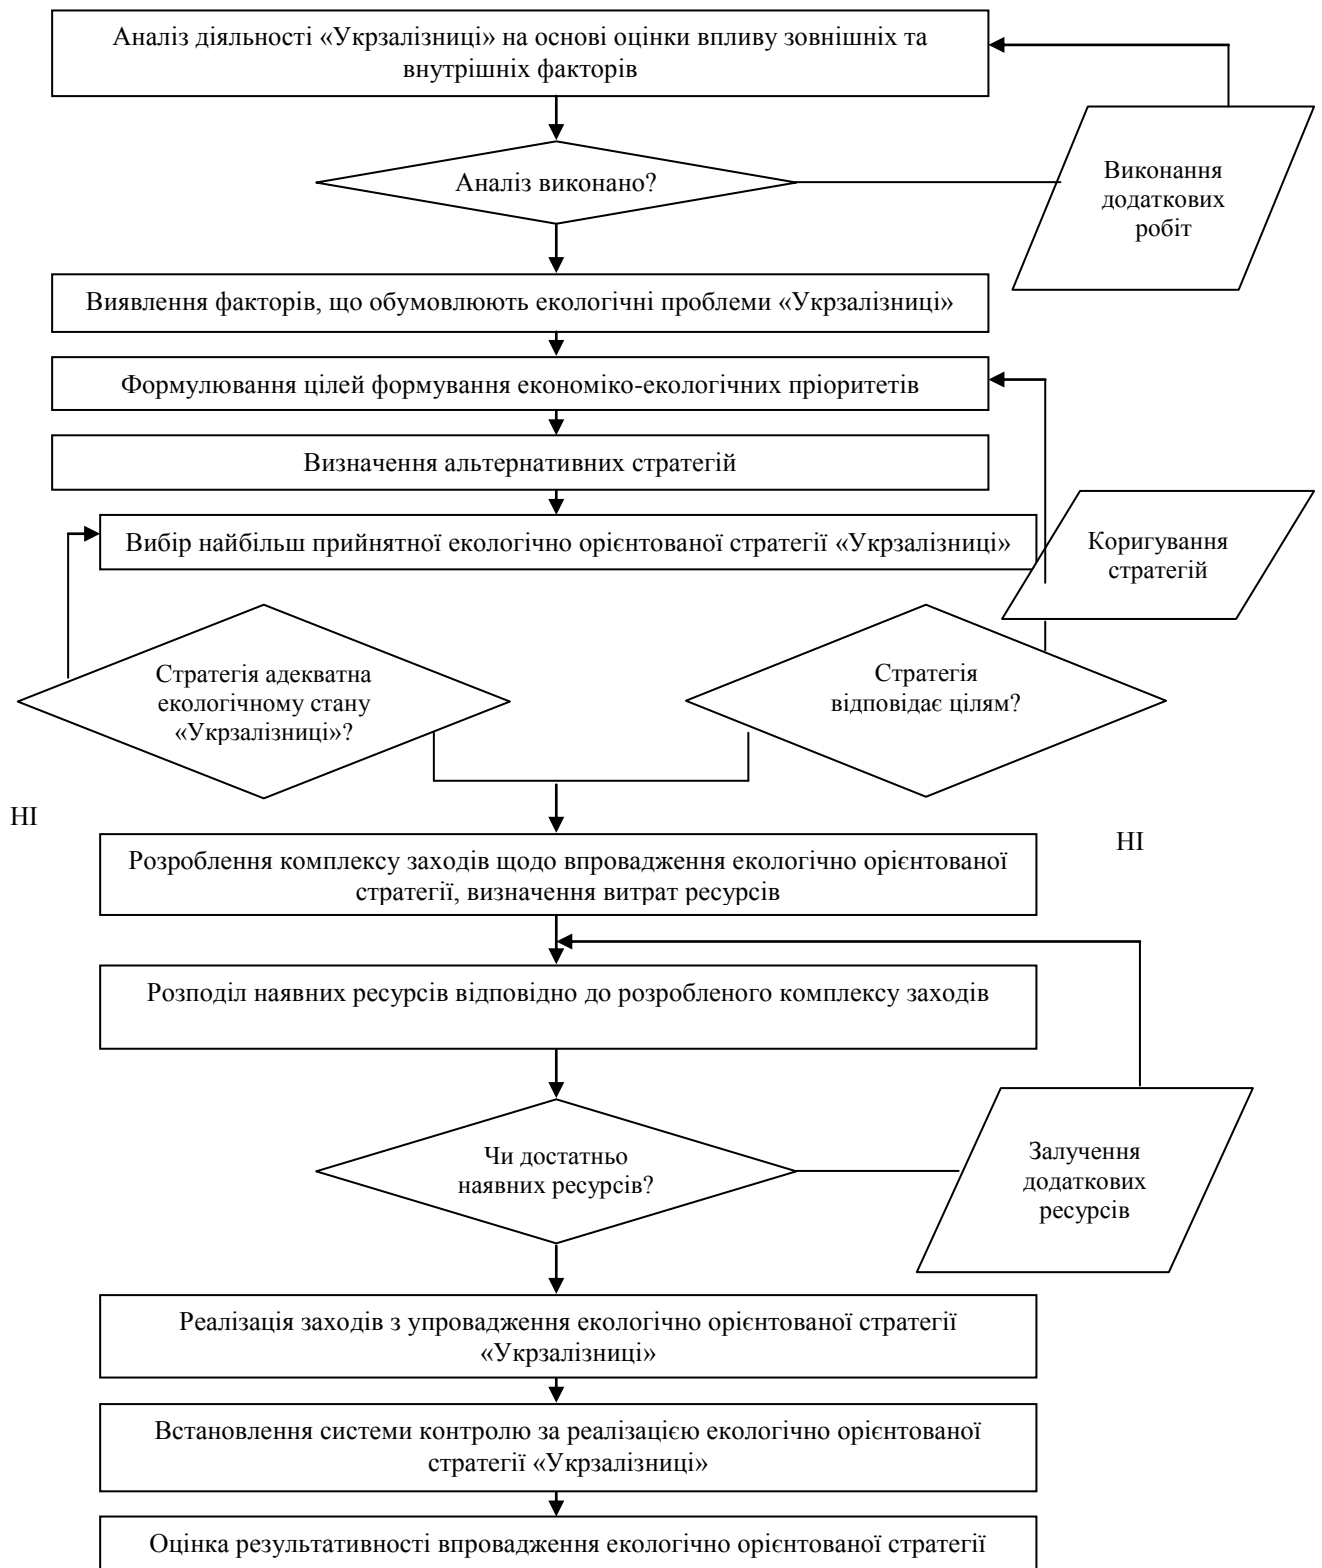 Аналіз діяльності «Укрзалізниці» на основі оцінки впливу зовнішніх та
внутрішніх факторів
Аналіз виконано?
Виконання
додаткових
робіт
Виявлення факторів, що обумовлюють екологічні проблеми «Укрзалізниці»
Формулювання цілей формування економіко-екологічних пріоритетів
Визначення альтернативних стратегій
Вибір найбільш прийнятної екологічно орієнтованої стратегії «Укрзалізниці»
Коригування
стратегій
Стратегія адекватна
екологічному стану
«Укрзалізниці»?
Стратегія
відповідає цілям?
НІ
НІ
Розроблення комплексу заходів щодо впровадження екологічно орієнтованої
стратегії, визначення витрат ресурсів
Розподіл наявних ресурсів відповідно до розробленого комплексу заходів
Чи достатньо
наявних ресурсів?
Залучення
додаткових
ресурсів
Реалізація заходів з упровадження екологічно орієнтованої стратегії
«Укрзалізниці»
Встановлення системи контролю за реалізацією екологічно орієнтованої
стратегії «Укрзалізниці»
Оцінка результативності впровадження екологічно орієнтованої стратегії